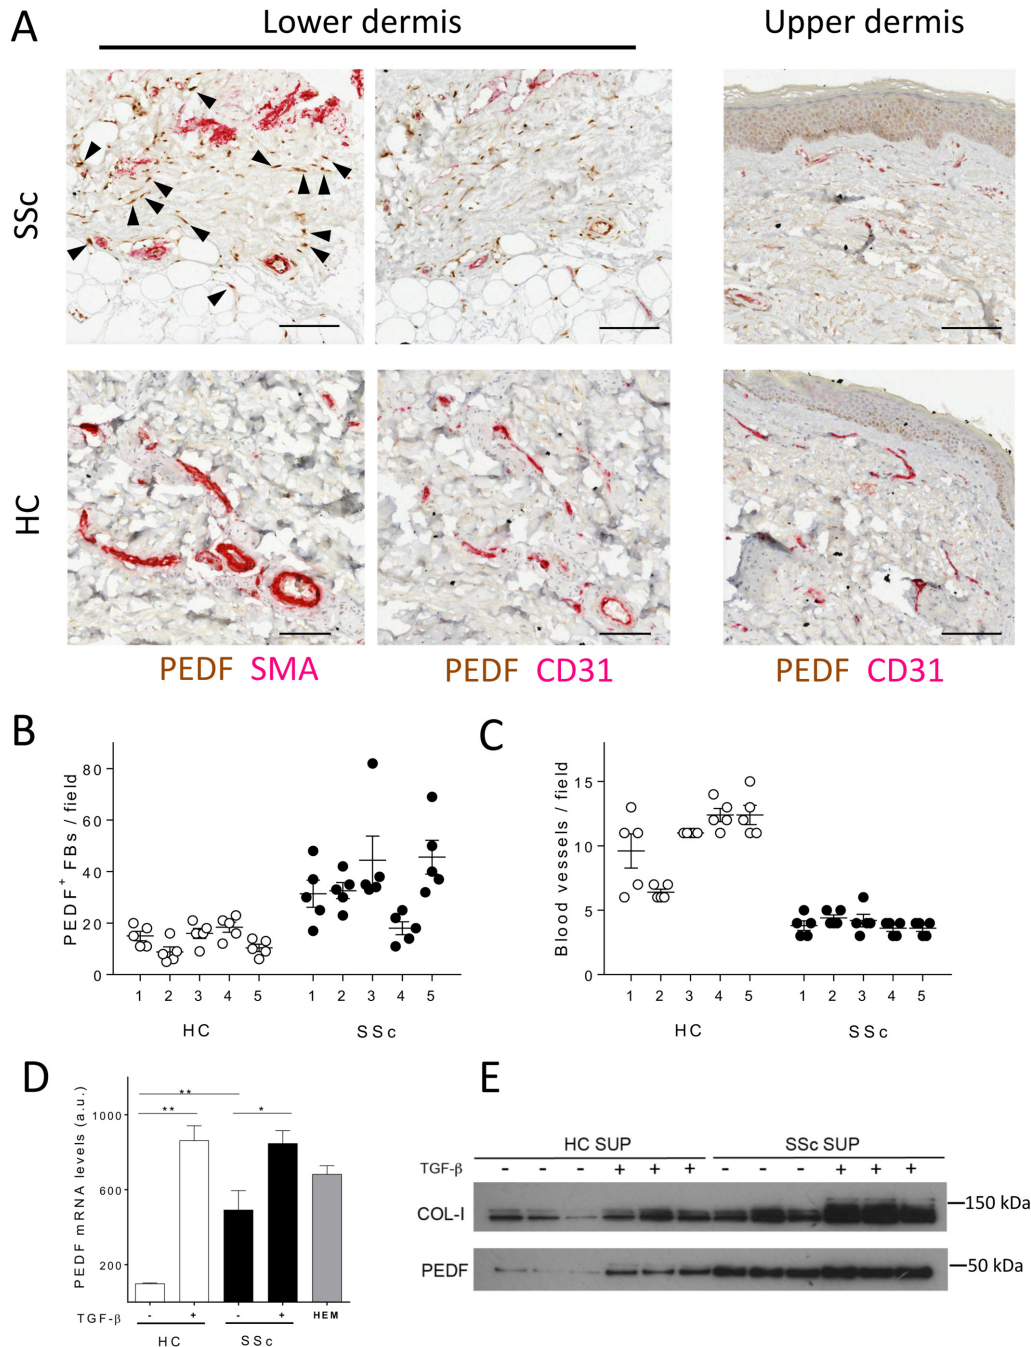 A
Lower dermis
Upper dermis
SSc
HC
PEDF SMA
PEDF CD31
PEDF CD31
B
PEDF+ FBs / field
80
60
40
20
0
1 2 3 4 5 1 2 3 4 5
HC SSc
C
Blood vessels / field
15
10
5
0
1 2 3 4 5 1 2 3 4 5
HC SSc
D
PEDF mRNA levels (a.u.)
1000
600
200
**
** *
TGF-β - + - + HEM
HC SSc
E
HC SUP SSc SUP
TGF-β - - - + + + - - - + + +
COL-I 150 kDa
PEDF 50 kDa